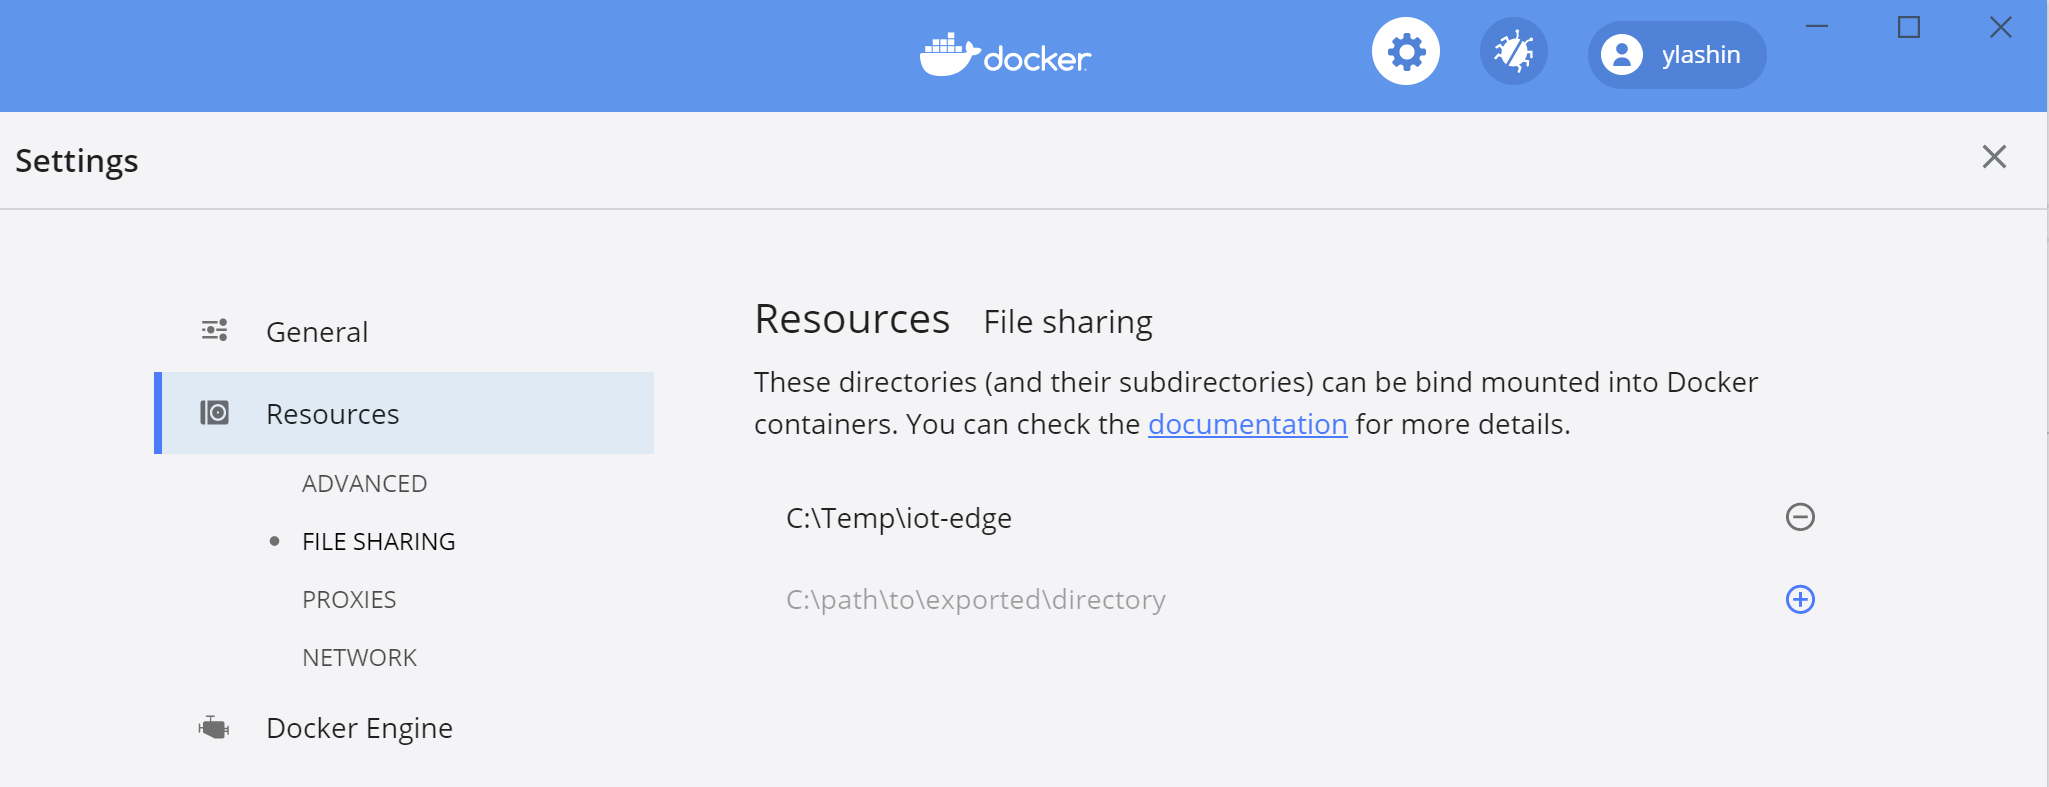 docker
ylashin
Settings
General
Resources
ADVANCED
FILE SHARING
PROXIES
NETWORK
Docker Engine
Resources File sharing
These directories (and their subdirectories) can be bind mounted into Docker
containers. You can check the documentation for more details.
C:\Temp\iot-edge
C:\path\to\exported\directory